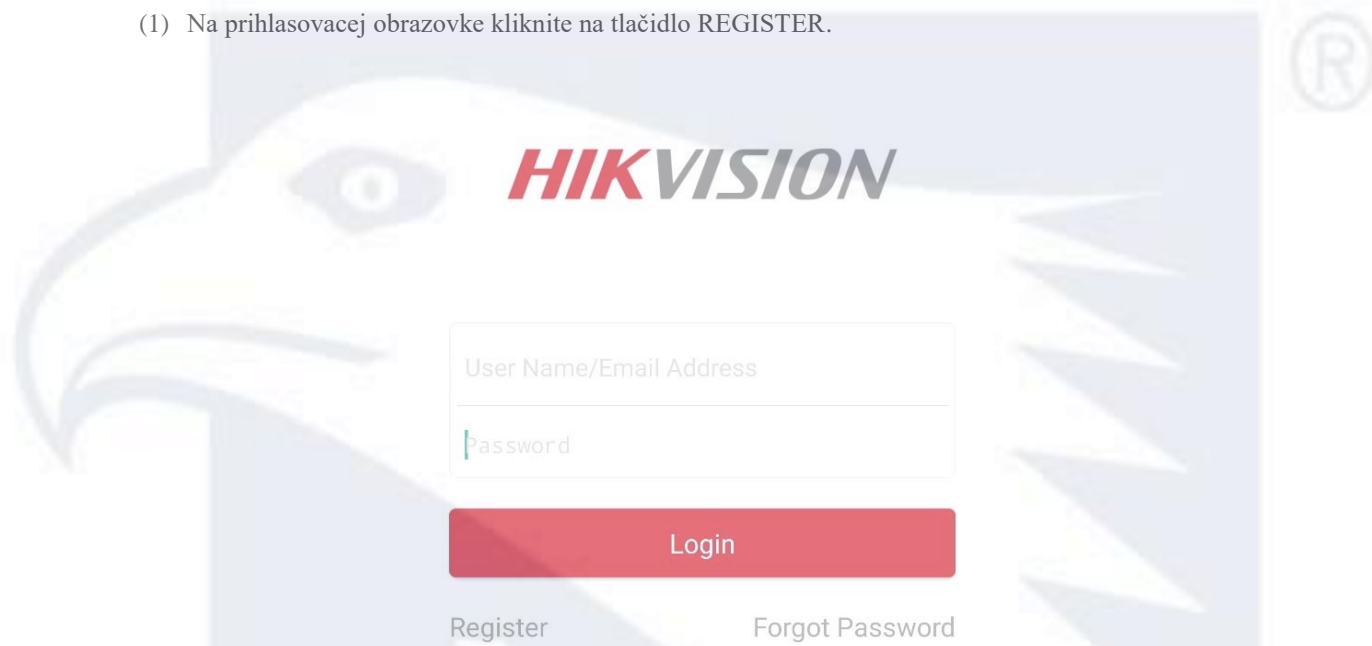 (1) Na prihlasovacej obrazovke kliknite na tlačidlo REGISTER.
®
HIKVISION
User Name/Email Address
Password
Login
Register Forgot Password